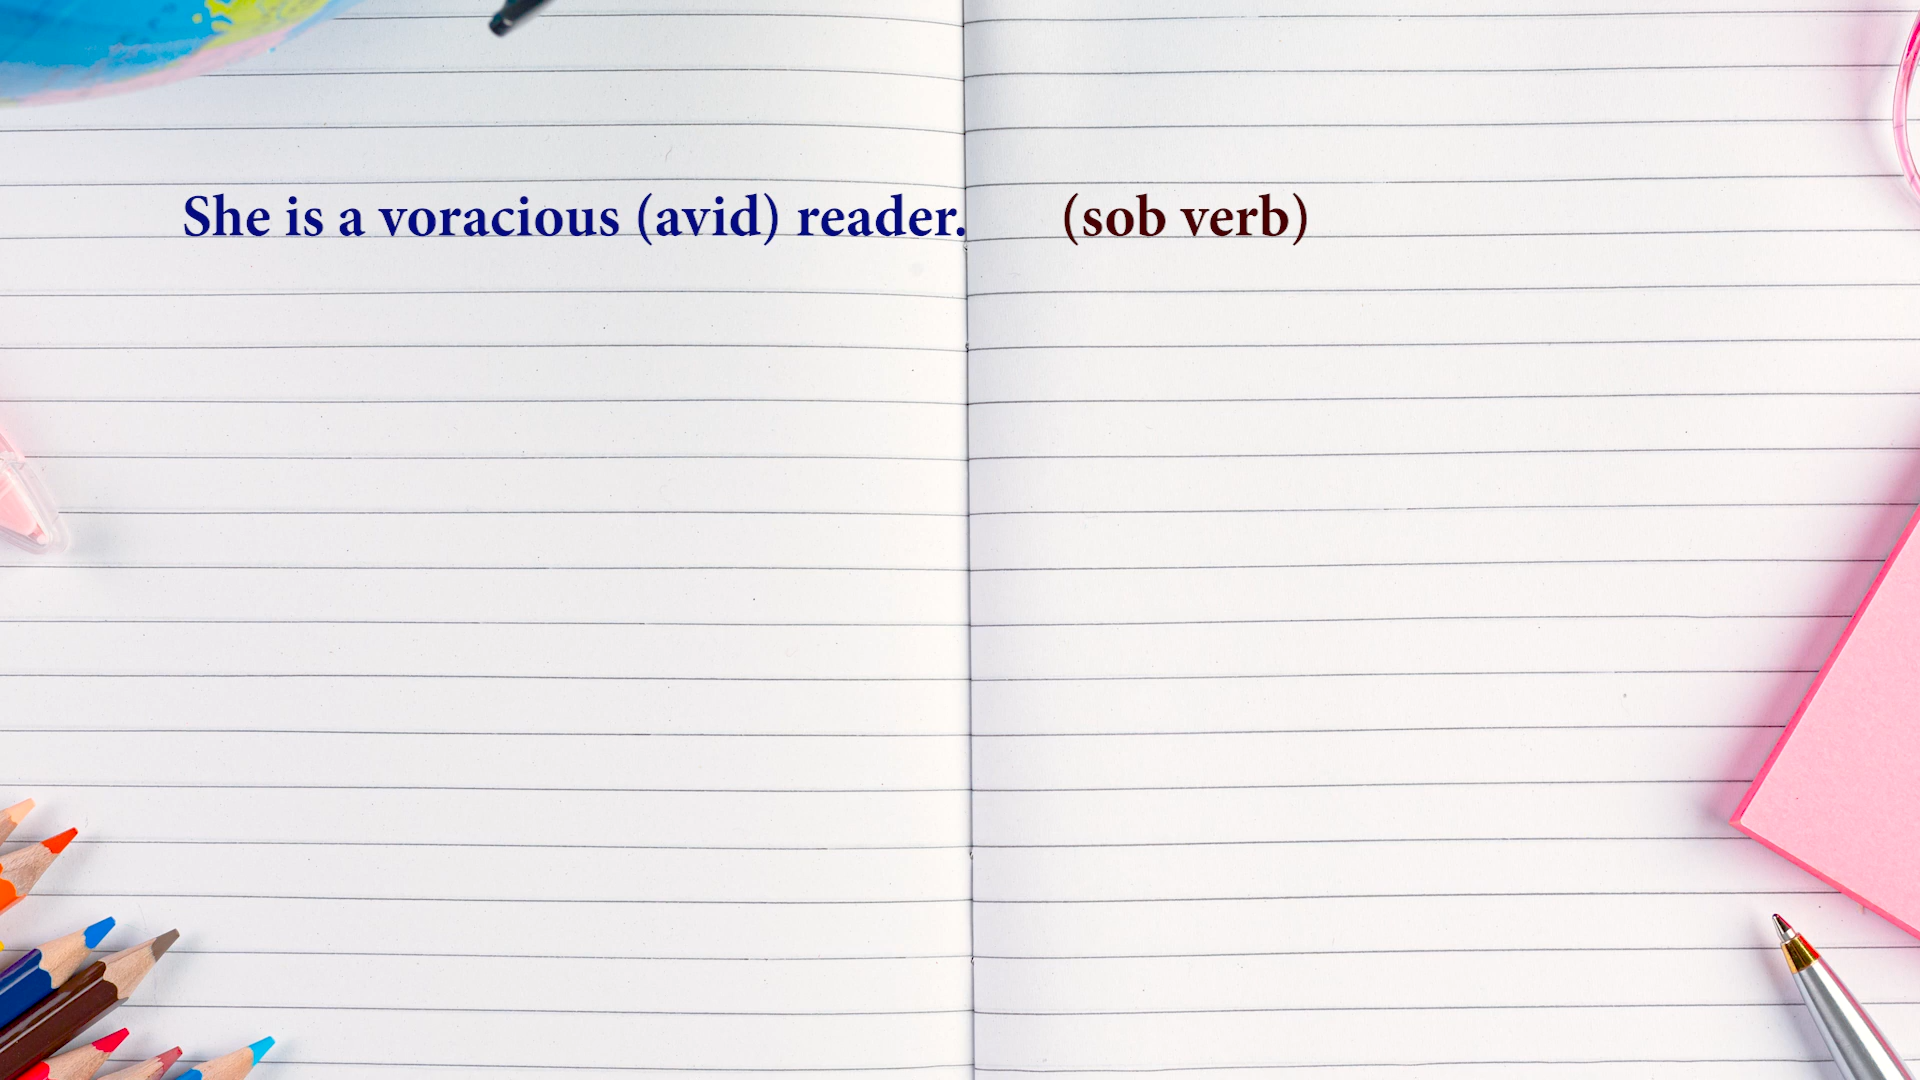 She is a voracious (avid) reader. (sob verb)